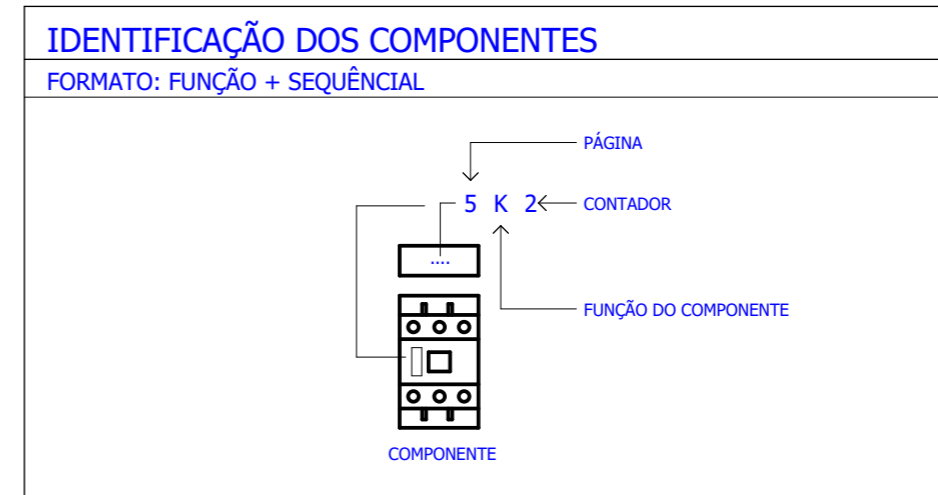 IDENTIFICAÇÃO DOS COMPONENTES
FORMATO: FUNÇÃO + SEQUÊNCIAL
PÁGINA
5 K 2
CONTADOR
....
FUNÇÃO DO COMPONENTE
COMPONENTE